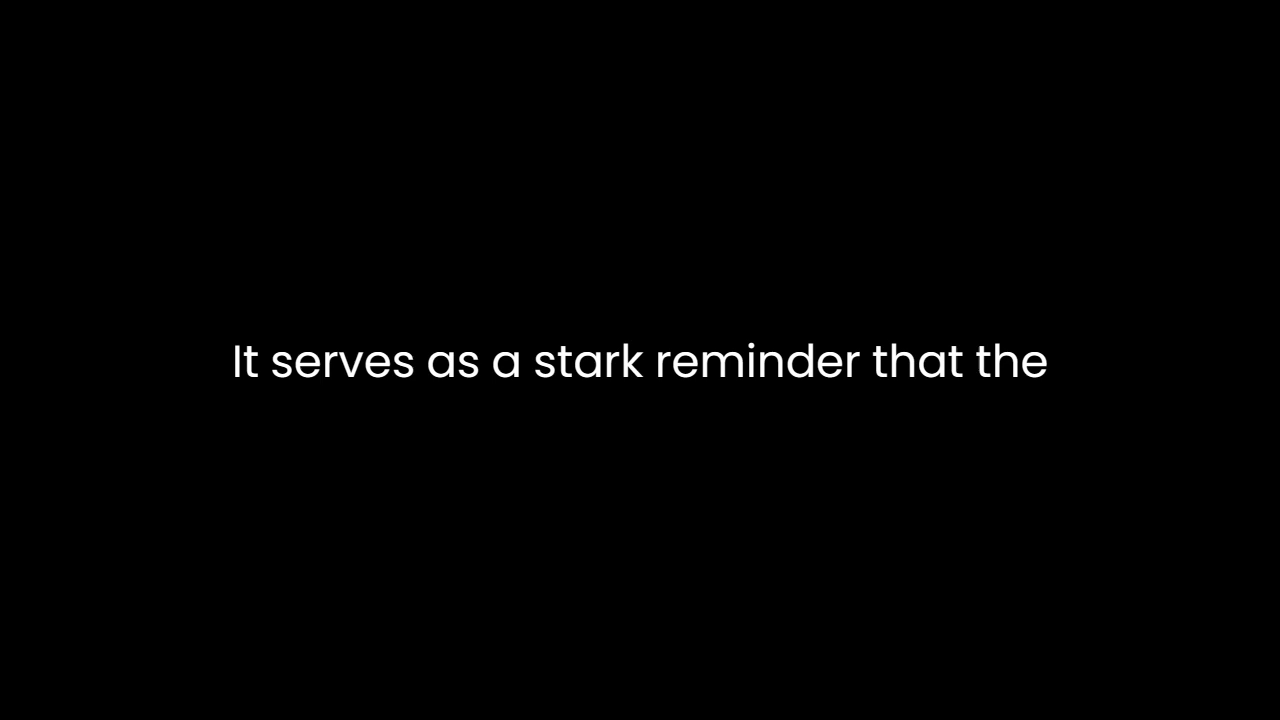 It serves as a stark reminder that the